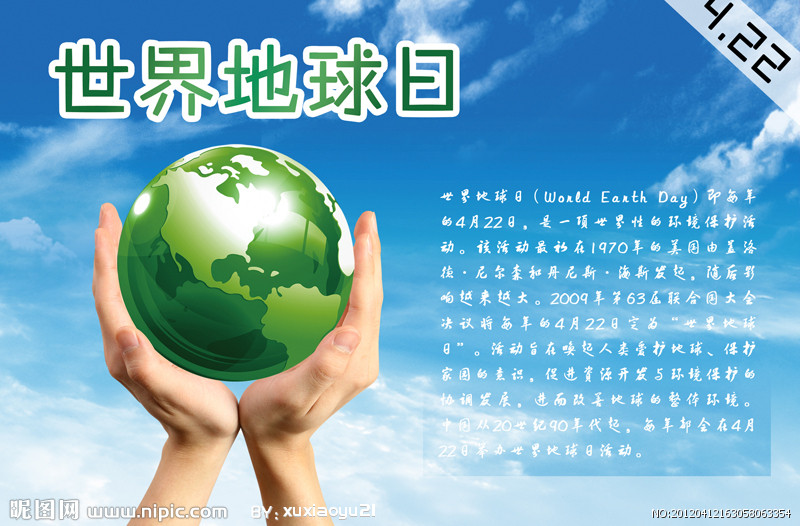 世界地球日
4.22
世界地球日（World Earth Day）即每年
的4月22日，是一项世界性的环境保护活
动。该活动最初在1970年的美国由盖洛
德·尼尔森和丹尼斯·海斯发起，随后影
响越来越大。2009年第63届联合国大会
决议将每年的4月22日定为“世界地球
日”。活动旨在唤起人类爱护地球、保护
家园的意识，促进资源开发与环境保护的
协调发展，进而改善地球的整体环境。
中国从20世纪90年代起，每年都会在4月
22日举办世界地球日活动。
昵图网 www.nipic.com BY:xuxiaoyu21
NO:20120412163058063354